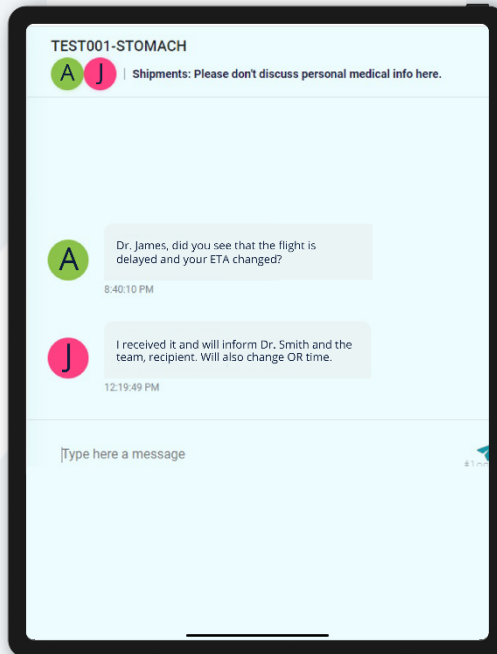 TEST001-STOMACH
A J Shipments: Please don't discuss personal medical info here.
A
Dr. James, did you see that the flight is
delayed and your ETA changed?
8:40:10 PM
J
I received it and will inform Dr. Smith and the
team, recipient. Will also change OR time.
12:19:49 PM
Type here a message